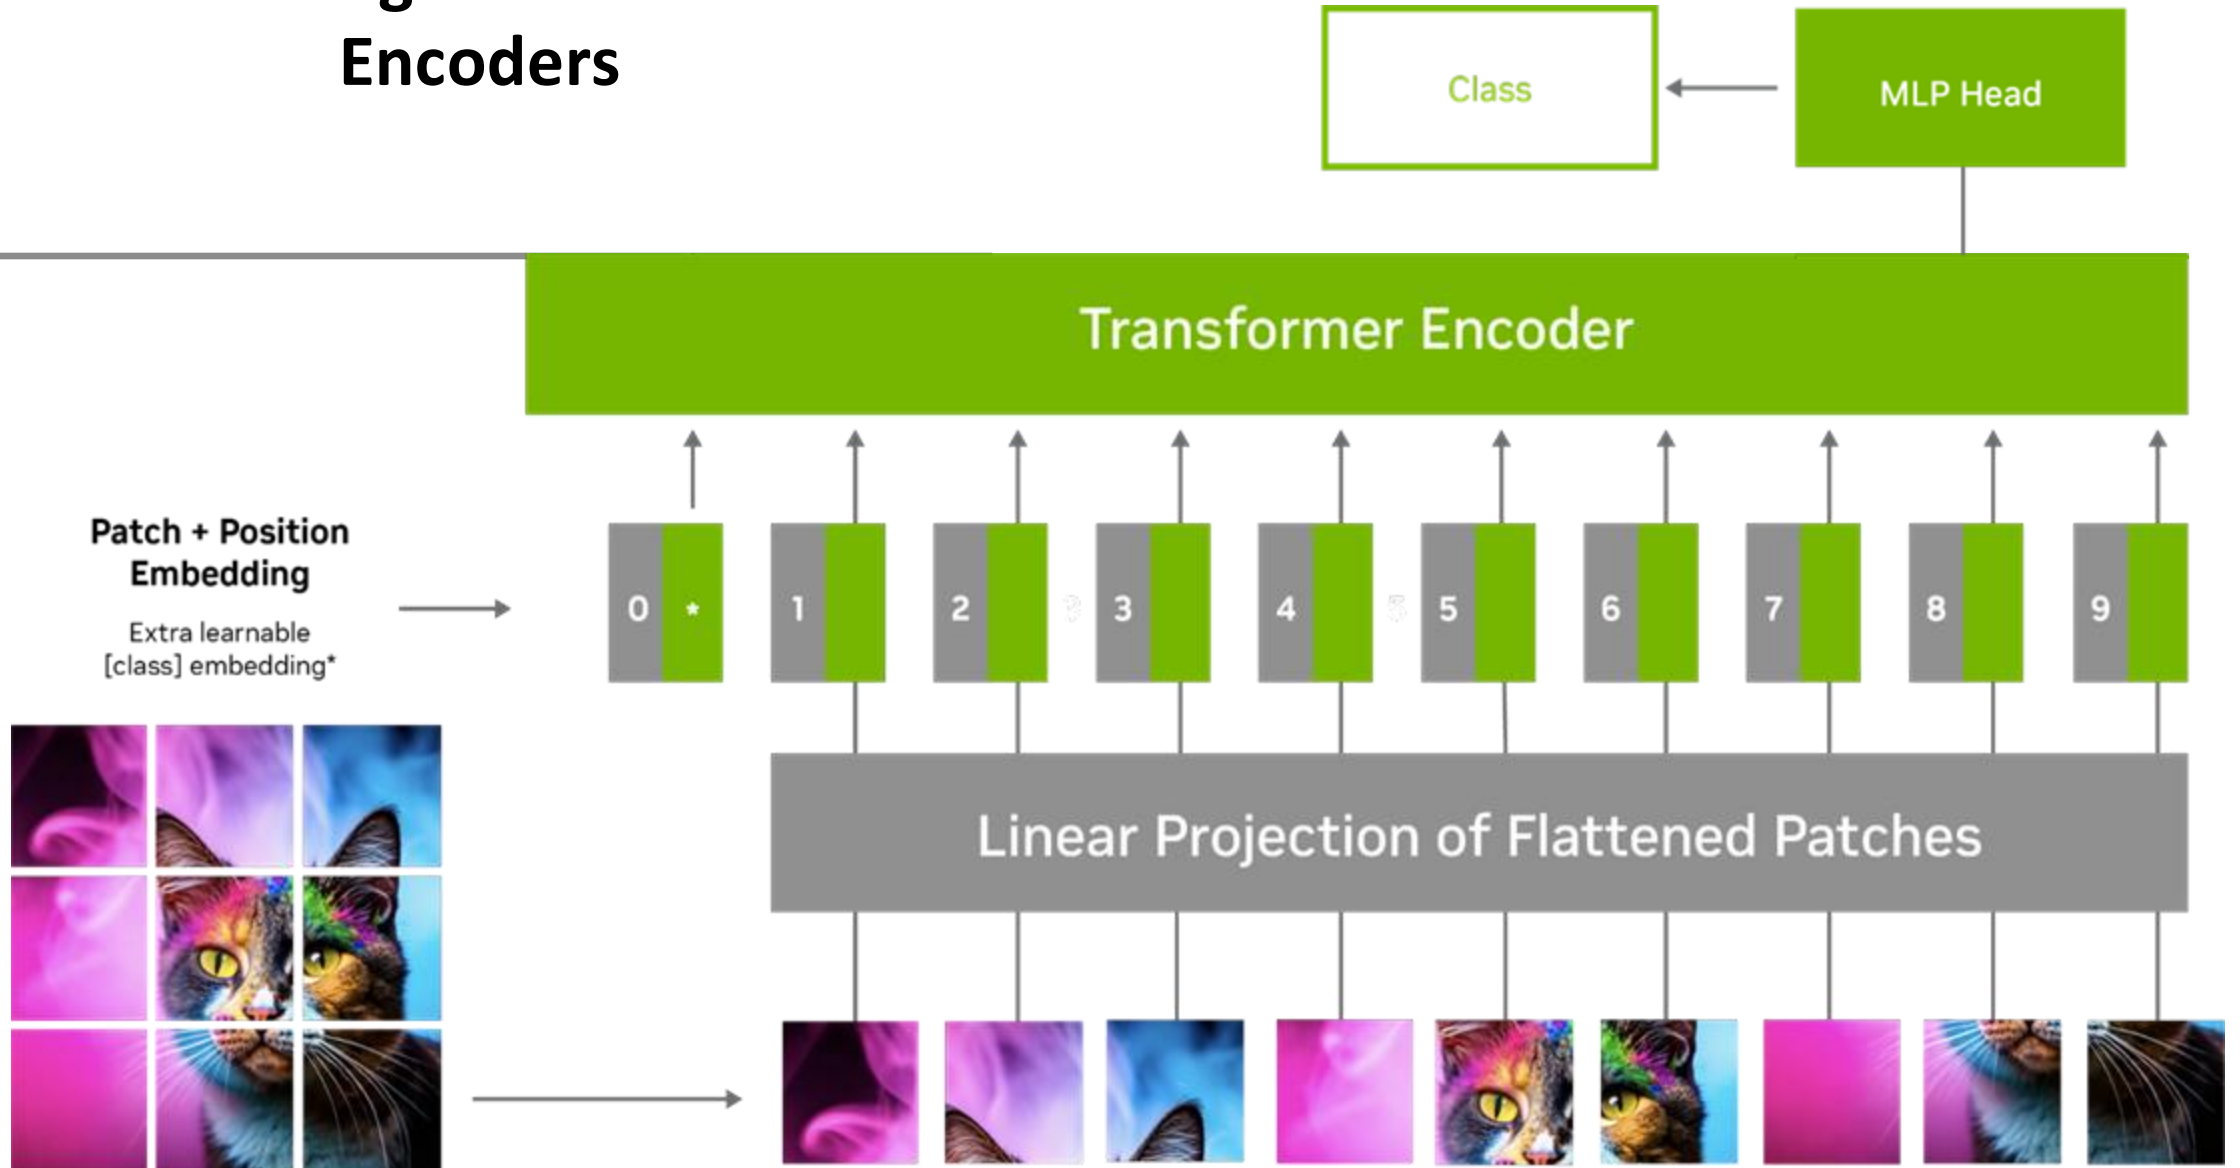 Encoders
Class
MLP Head
Transformer Encoder
Patch + Position
Embedding
Extra learnable
[class] embedding*
0 * 1 2 3 4 5 6 7 8 9
Linear Projection of Flattened Patches